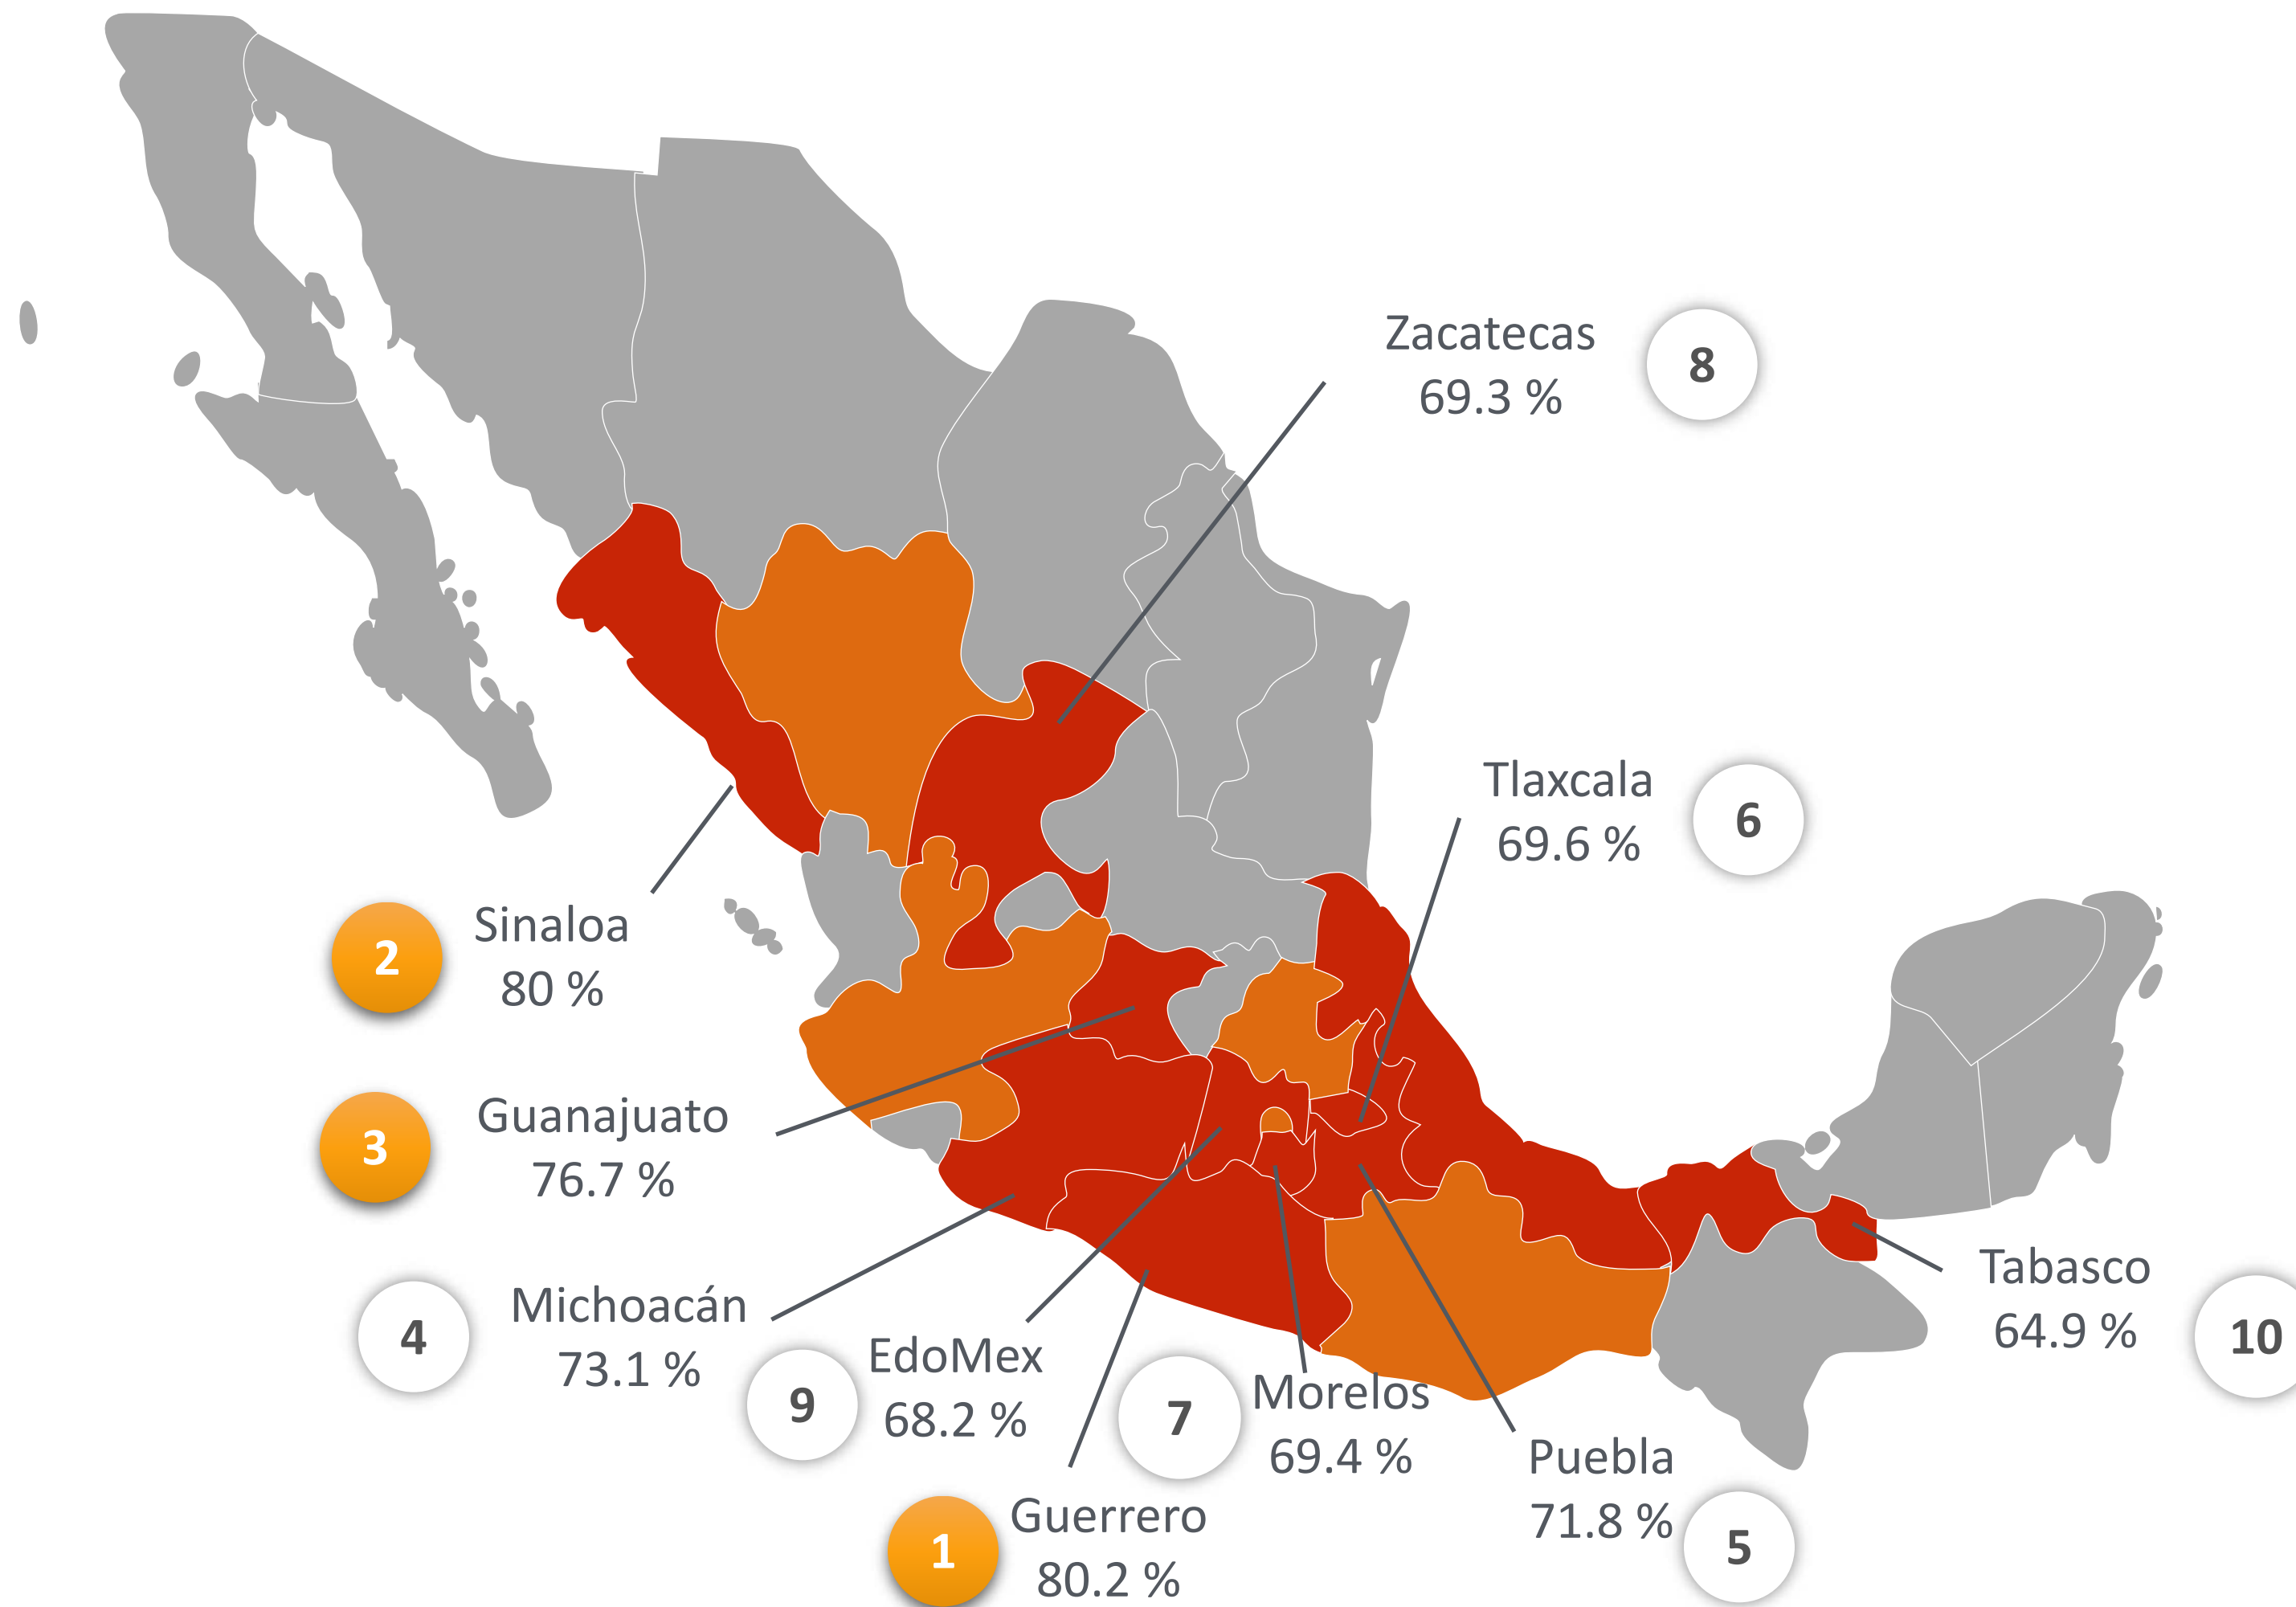 Zacatecas
69.3 %
8
Tlaxcala
69.6 %
6
2
Sinaloa
80 %
3
Guanajuato
76.7 %
4
Michoacán
73.1 %
9
EdoMex
68.2 %
7
Morelos
69.4 %
Tabasco
64.9 %
10
Puebla
71.8 %
5
1
Guerrero
80.2 %